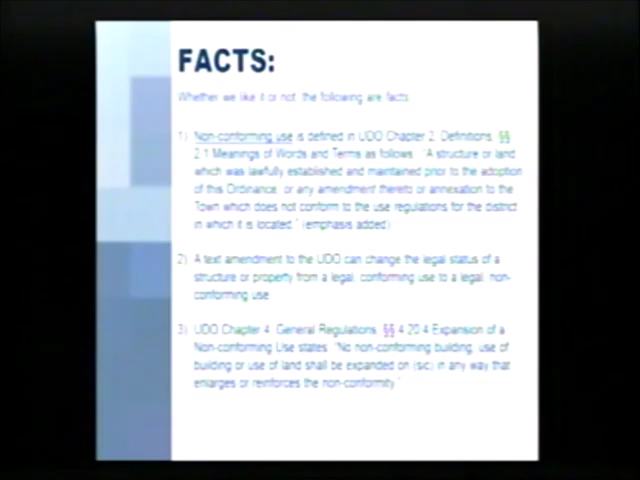 FACTS:
Whether we like it or not, the following are facts:
1) Non-conforming use is defined in UDO Chapter 2, Definitions, §§
2.1 Meanings of Words and Terms as follows: "A structure or land
which was lawfully established and maintained prior to the adoption
of this Ordinance, or any amendment thereto or annexation to the
Town which does not conform to the use regulations for the district
in which it is located." (emphasis added)
2) A text amendment to the UDO can change the legal status of a
structure or property from a legal, conforming use to a legal, non-
conforming use.
3) UDO Chapter 4, General Regulations, §§ 4.20.4 Expansion of a
Non-conforming Use states: "No non-conforming building, use of
building or use of land shall be expanded on (sic) in any way that
enlarges or reinforces the non-conformity."